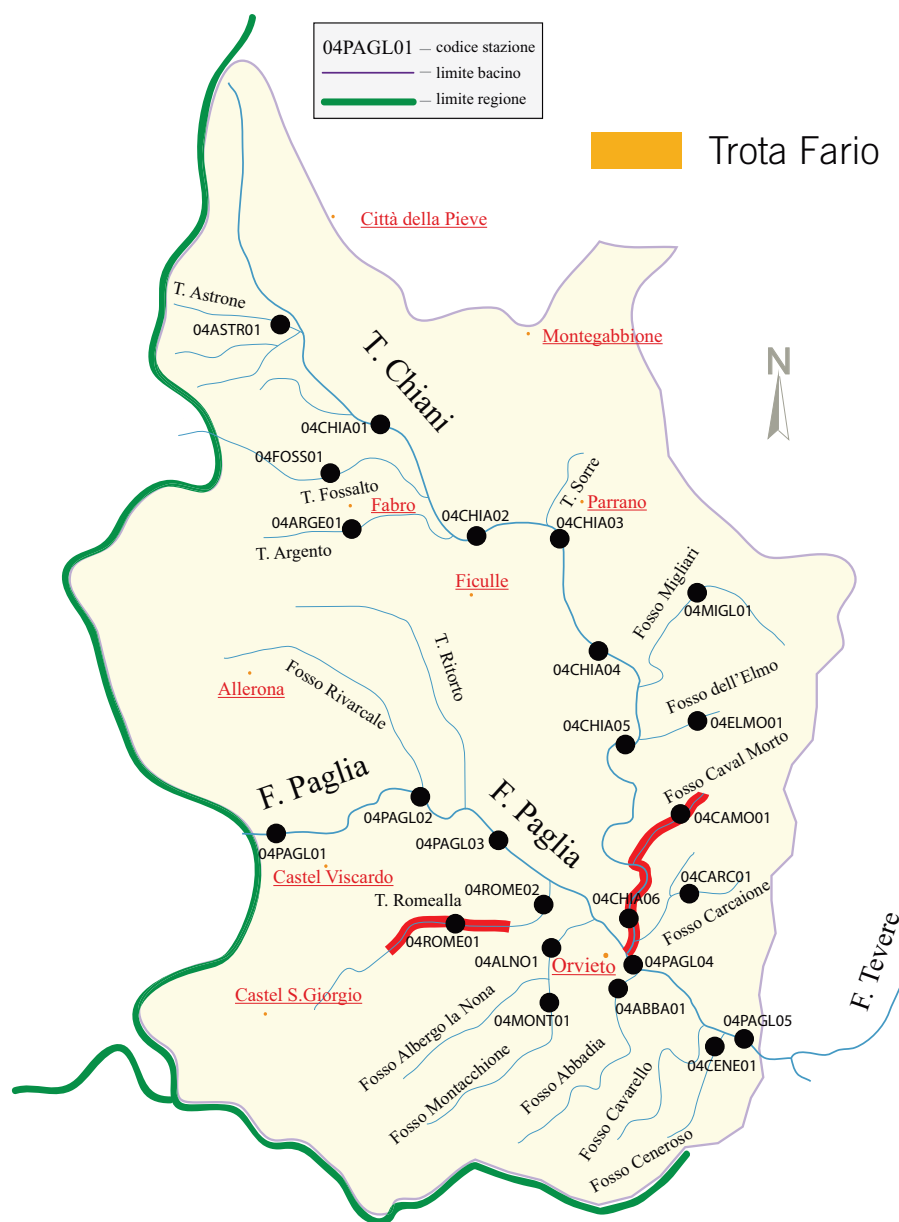 04PAGL01 – codice stazione
– limite bacino
– limite regione
Trota Fario
Città della Pieve
T. Astrone
04ASTR01
Montegabbione
N
T. Chiani
04CHIA01
04FOSS01
T. Fossalto
T. Sorre
Parrano
Fabro
04ARGE01
04CHIA02
04CHIA03
T. Argento
Ficulle
Fosso Migliari
04MIGL01
T. Ritorto
04CHIA04
Allerona
Fosso Rivarcale
Fosso dell'Elmo
04ELMO01
04CHIA05
Fosso Caval Morto
F. Paglia
F. Paglia
04PAGL02
04CAMO01
04PAGL01
04PAGL03
Castel Viscardo
04CARC01
04ROME02
T. Romealla
04CHIA06
Fosso Carcaione
04ROME01
04ALNO1
Orvieto
04PAGL04
F. Tevere
Castel S.Giorgio
04MONT01
04ABBA01
04PAGL05
Fosso Albergo la Nona
04CENE01
Fosso Montacchione
Fosso Abbadia
Fosso Cavarello
Fosso Ceneroso